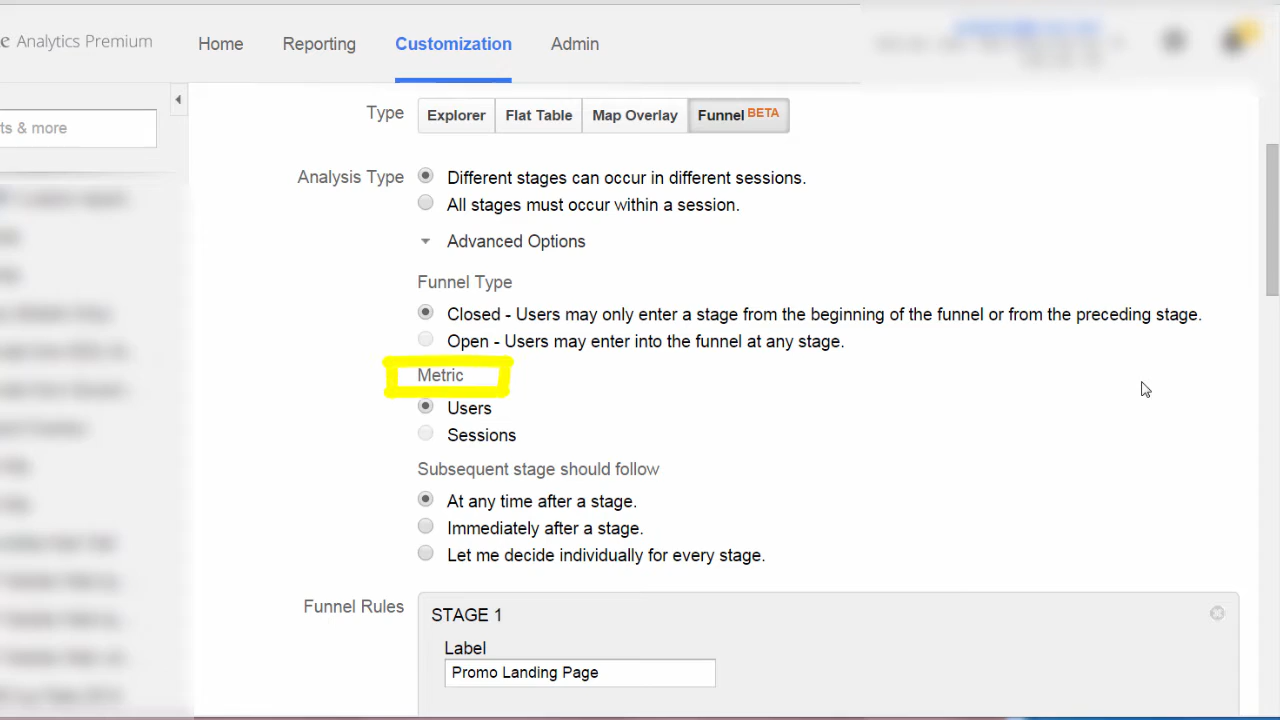 Analytics Premium
Home
Reporting
Customization
Admin
ts & more
Type
Explorer
Flat Table
Map Overlay
Funnel BETA
Analysis Type
Different stages can occur in different sessions.
All stages must occur within a session.
Advanced Options
Funnel Type
Closed - Users may only enter a stage from the beginning of the funnel or from the preceding stage.
Open - Users may enter into the funnel at any stage.
Metric
Users
Sessions
Subsequent stage should follow
At any time after a stage.
Immediately after a stage.
Let me decide individually for every stage.
Funnel Rules
STAGE 1
Label
Promo Landing Page